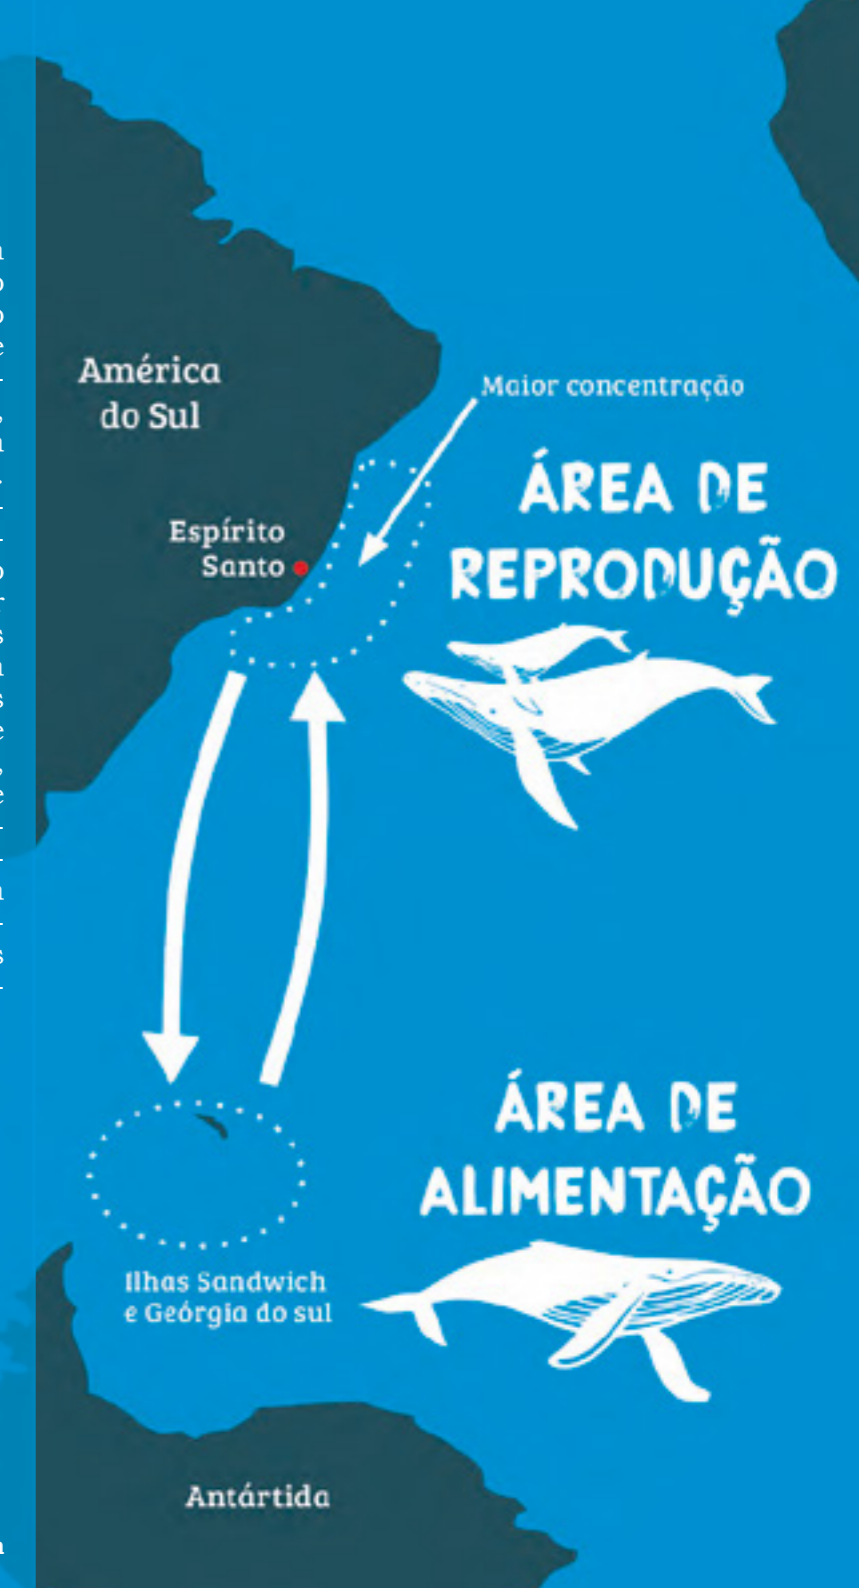 América
do Sul
Maior concentração
ÁREA DE
REPRODUÇÃO
Espírito
Santo
ÁREA DE
ALIMENTAÇÃO
Ilhas Sandwich
e Geórgia do sul
Antártida